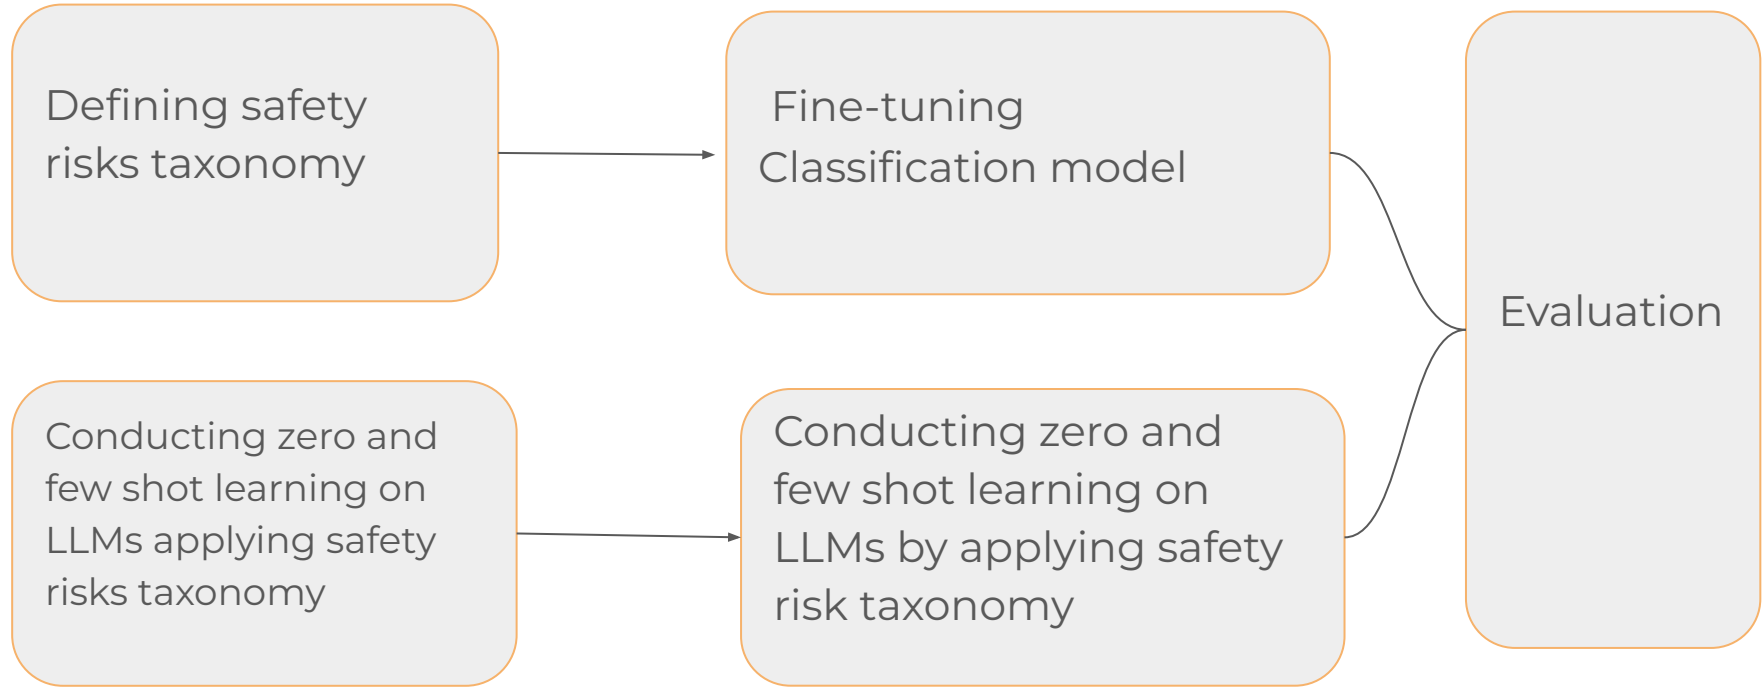 Defining safety
risks taxonomy
Fine-tuning
Classification model
Evaluation
Conducting zero and
few shot learning on
LLMs applying safety
risks taxonomy
Conducting zero and
few shot learning on
LLMs by applying safety
risk taxonomy